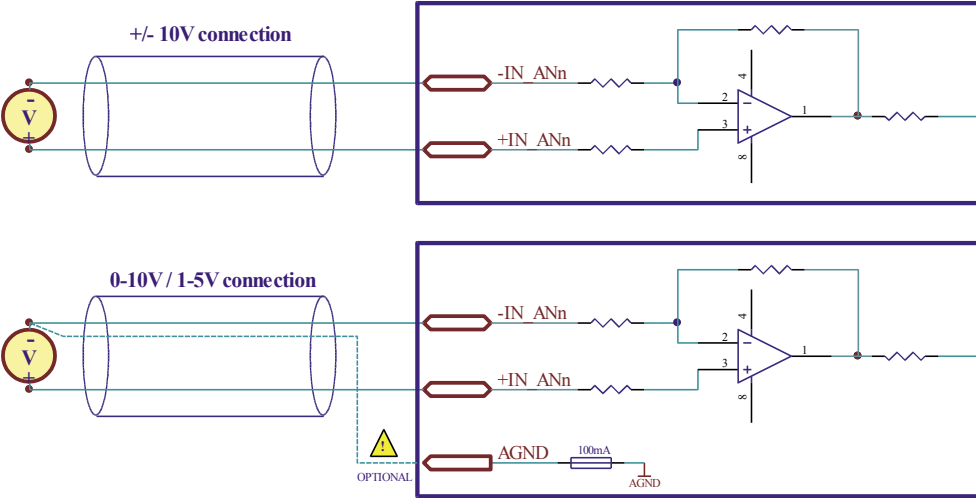 +/- 10V connection
-IN_ANn
4
-
V
+
2
-
1
3
+
+IN_ANn
8
0-10V / 1-5V connection
-IN_ANn
4
-
V
+
2
-
1
3
+
+IN_ANn
8
!
AGND
100mA
OPTIONAL
AGND